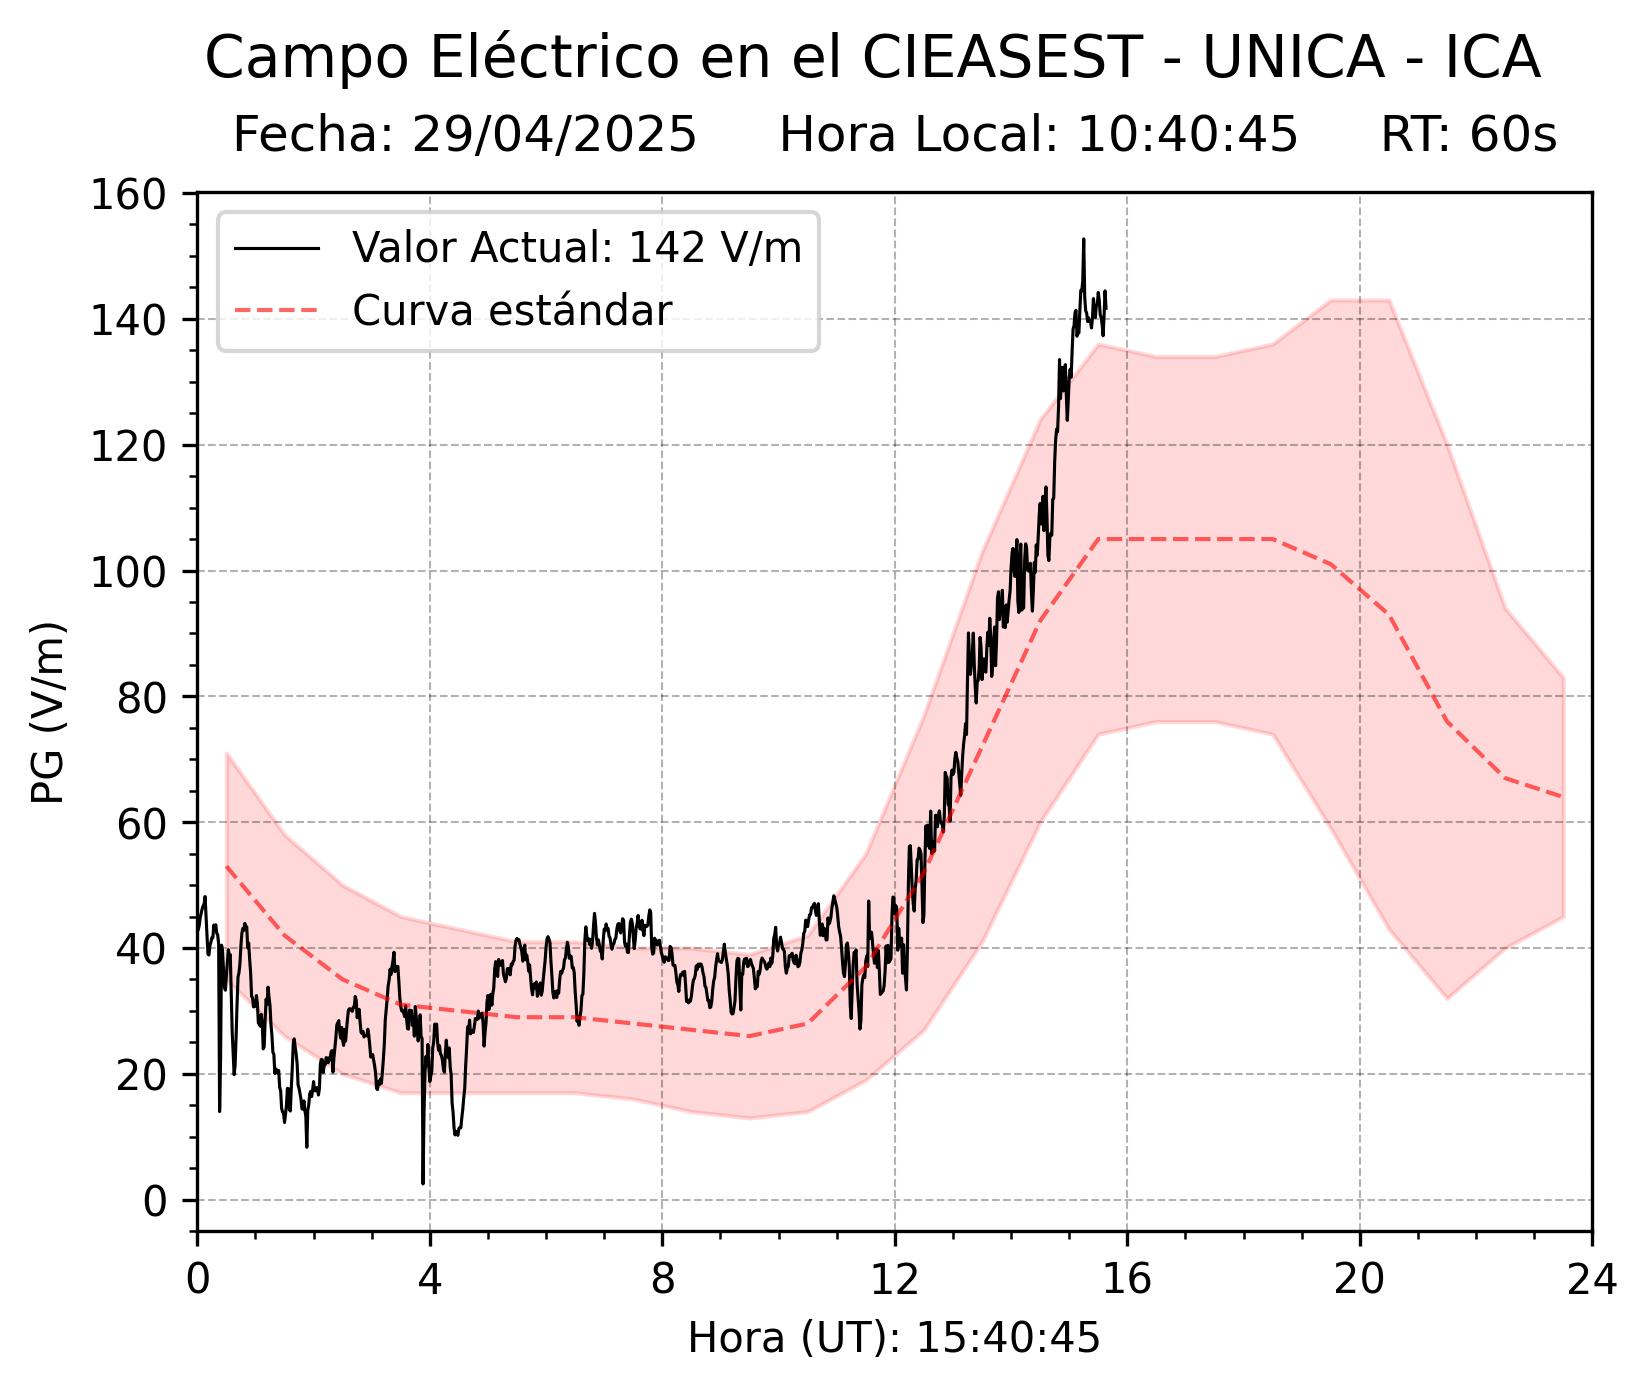 Campo Eléctrico en el CIEASEST - UNICA - ICA
Fecha: 29/04/2025 Hora Local: 10:40:45 RT: 60s
Valor Actual: 142 V/m
Curva estándar
PG (V/m)
160
140
120
100
80
60
40
20
0
0 4 8 12 16 20 24
Hora (UT): 15:40:45